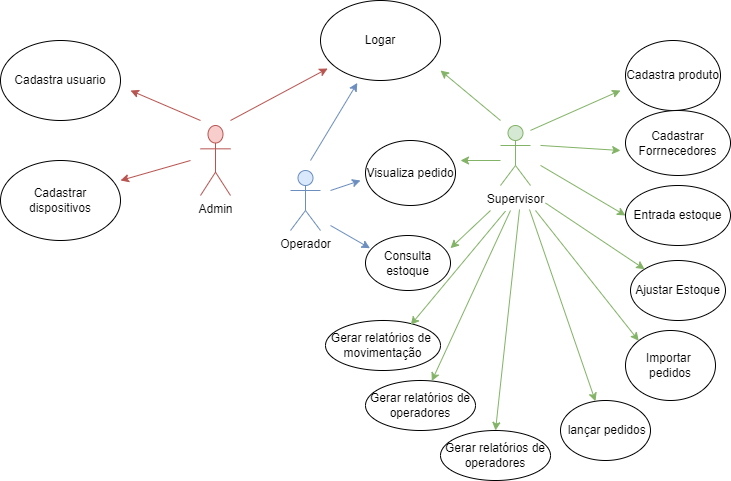 Logar
Cadastra usuario
Cadastra produto
Cadastrar
Forrnecedores
Visualiza pedido
Cadastrar
dispositivos
Admin
Supervisor
Entrada estoque
Operador
Consulta
estoque
Ajustar Estoque
Gerar relatórios de
movimentação
Importar
pedidos
Gerar relatórios de
operadores
lançar pedidos
Gerar relatórios de
operadores